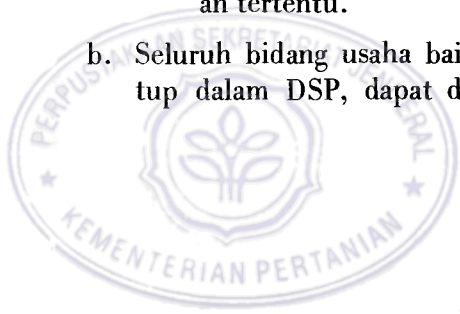 an tertentu.
b. Seluruh bidang usaha bai
tup dalam DSP, dapat d
PERPUSTAKAAN SEKRETARIAT JENDERAL
KEMENTERIAN PERTANIAN